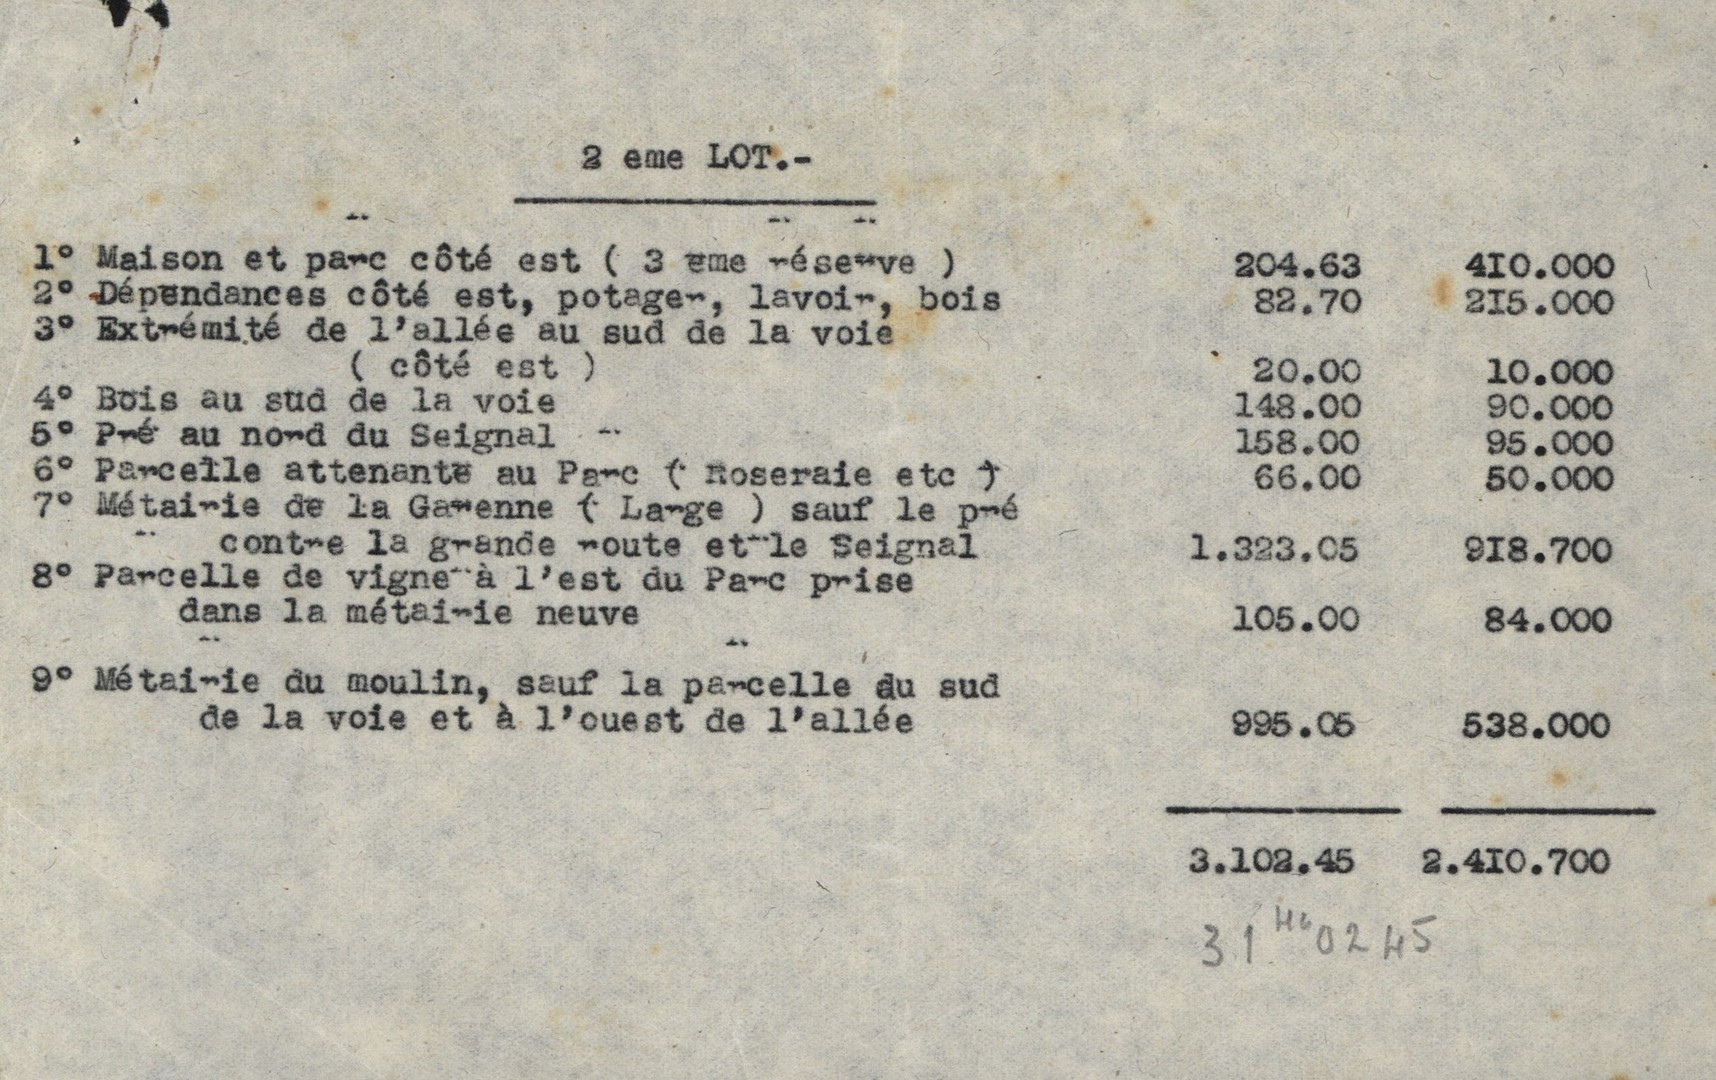 2 eme LOT.-
1° Maison et parc côté est ( 3 eme réserve ) 204.63 410.000
2° Dépendances côté est, potager, lavoir, bois 82.70 215.000
3° Extrémité de l'allée au sud de la voie
( côté est ) 20.00 10.000
4° Bois au sud de la voie 148.00 90.000
5° Pré au nord du Seignal 158.00 95.000
6° Parcelle attenante au Parc ( Roseraie etc ) 66.00 50.000
7° Métairie de la Garenne ( Large ) sauf le pré
contre la grande route et le Seignal 1.323.05 918.700
8° Parcelle de vigne à l'est du Parc prise
dans la métairie neuve 105.00 84.000
9° Métairie du moulin, sauf la parcelle du sud
de la voie et à l'ouest de l'allée 995.05 538.000
3.102.45 2.410.700
31 Ha 02 45